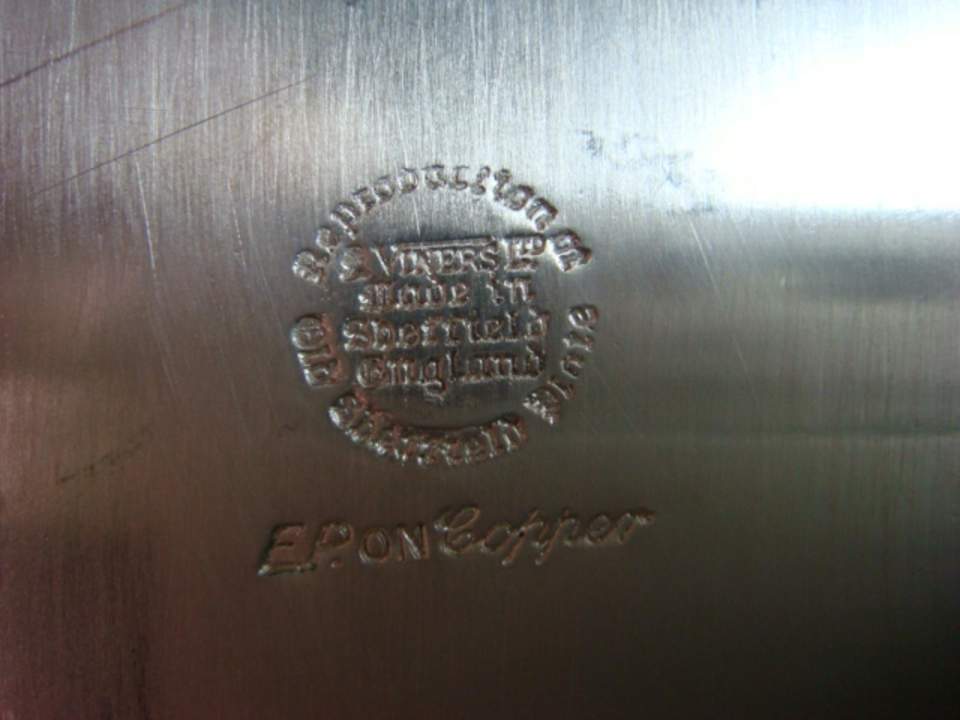 Reproduction of
VINERS LTD
Made in
Sheffield
England
Old Sheffield Plate
E.P. ON Copper